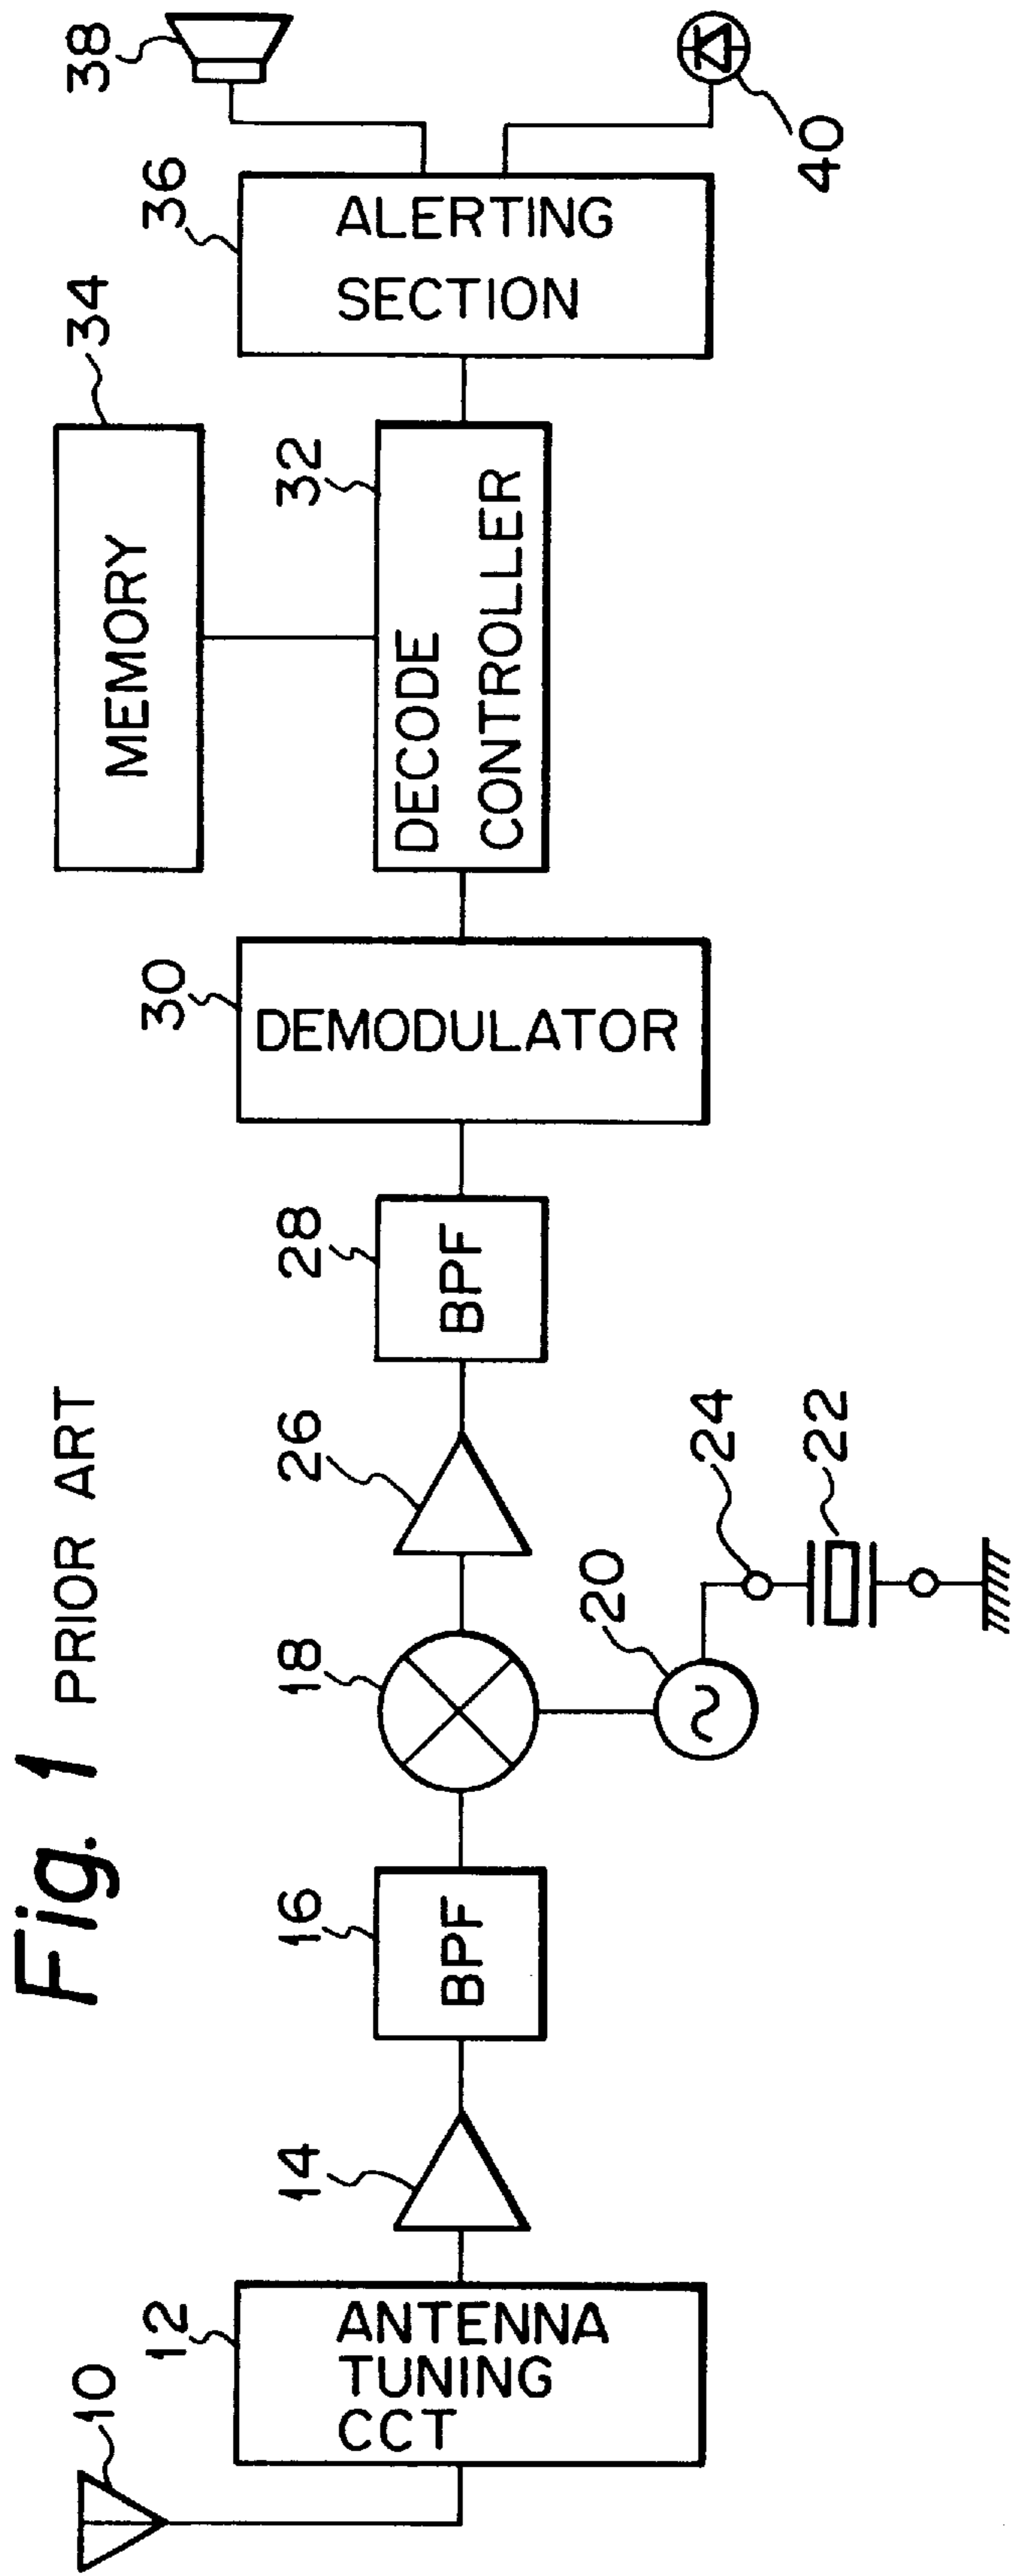 Fig. 1 PRIOR ART
10
12
ANTENNA
TUNING
CCT
14
16
BPF
18
20
24
22
26
28
BPF
30
DEMODULATOR
32
DECODE
CONTROLLER
34
MEMORY
36
ALERTING
SECTION
38
40